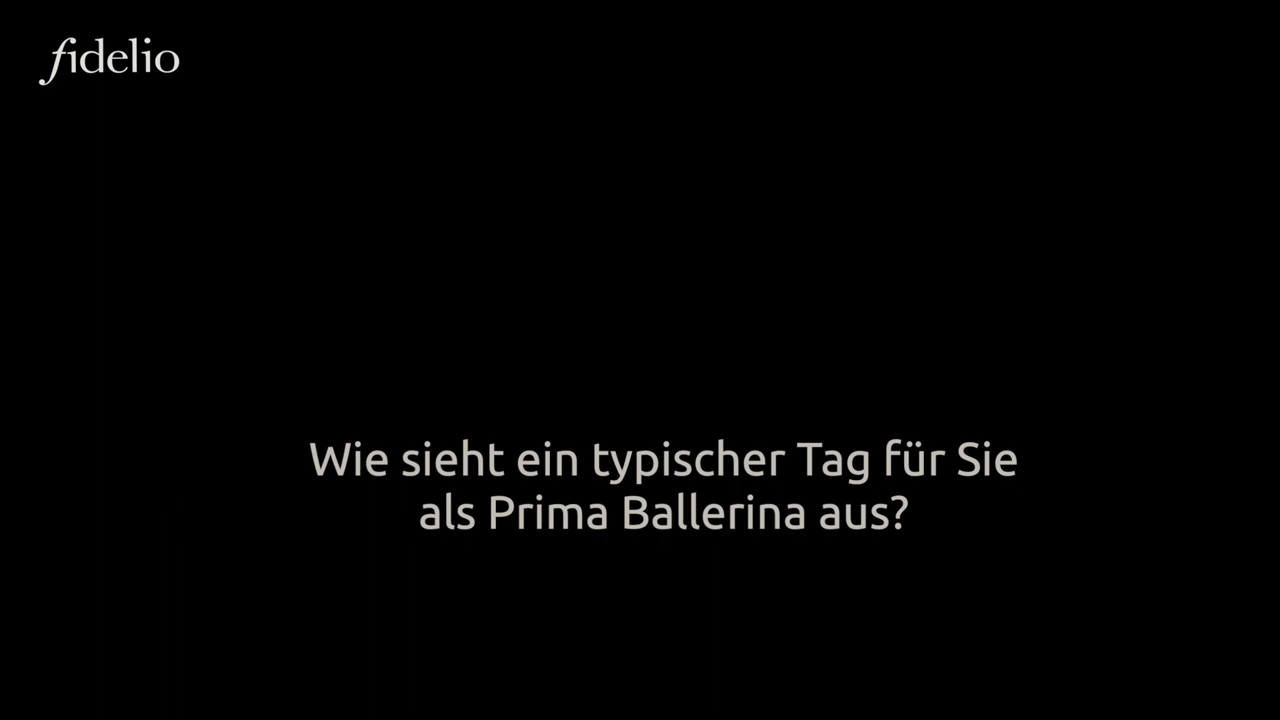 fidelio
Wie sieht ein typischer Tag für Sie
als Prima Ballerina aus?